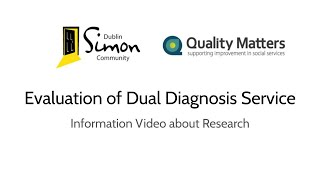 Dublin
Simon
Community
Quality Matters
supporting improvement in social services
Evaluation of Dual Diagnosis Service
Information Video about Research